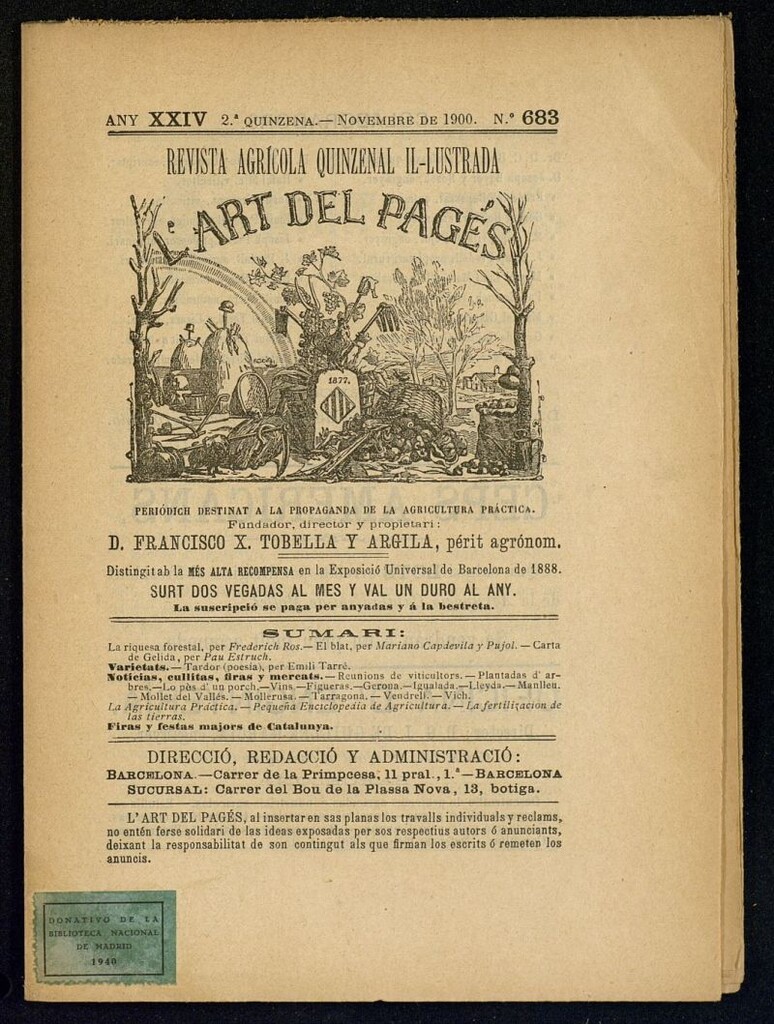 ANY XXIV 2.ª QUINZENA.— NOVEMBRE DE 1900. N.º 683
REVISTA AGRÍCOLA QUINZENAL IL-LUSTRADA
L'ART DEL PAGÉS
1877.
PERIÓDICH DESTINAT A LA PROPAGANDA DE LA AGRICULTURA PRÁCTICA.
Fundador, director y propietari:
D. FRANCISCO X. TOBELLA Y ARGILA, périt agrónom.
Distingit ab la MÉS ALTA RECOMPENSA en la Exposició Universal de Barcelona de 1888.
SURT DOS VEGADAS AL MES Y VAL UN DURO AL ANY.
La suscripció se paga per anyadas y á la bestreta.
SUMARI:
La riquesa forestal, per Frederich Ros.— El blat, per Mariano Capdevila y Pujol. — Carta
de Gelida, per Pau Estruch.
Varietats. — Tardor (poesía), per Emili Tarré.
Noticias, cullitas, firas y mercats. — Reunions de viticultors. — Plantadas d' ar-
bres.—Lo pòs d' un porch.—Vins.—Figueras.—Gerona.—Igualada.—Lleyda.— Manlleu.
— Mollet del Vallés. — Mollerusa. — Tarragona. — Vendrell. — Vich.
La Agricultura Práctica. — Pequeña Enciclopedia de Agricultura. — La fertilizacion de
las tierras.
Firas y festas majors de Catalunya.
DIRECCIÓ, REDACCIÓ Y ADMINISTRACIÓ:
BARCELONA.—Carrer de la Primpcesa, 11 pral., 1.ª—BARCELONA
SUCURSAL: Carrer del Bou de la Plassa Nova, 13, botiga.
L' ART DEL PAGÉS, al insertar en sas planas los travalls individuals y reclams,
no entén ferse solidari de las ideas exposadas per sos respectius autors ó anunciants,
deixant la responsabilitat de son contingut als que firman los escrits ó remeten los
anuncis.
DONATIVO DE LA
BIBLIOTECA NACIONAL
DE MADRID
1940